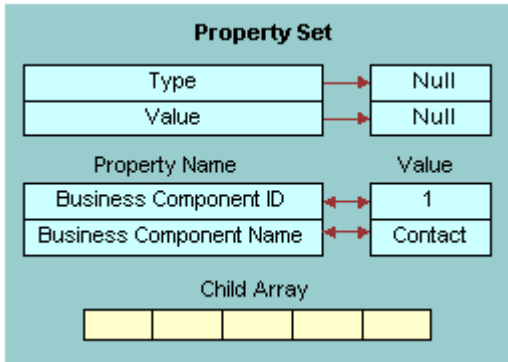 Property Set
Type Null
Value Null
Property Name Value
Business Component ID 1
Business Component Name Contact
Child Array